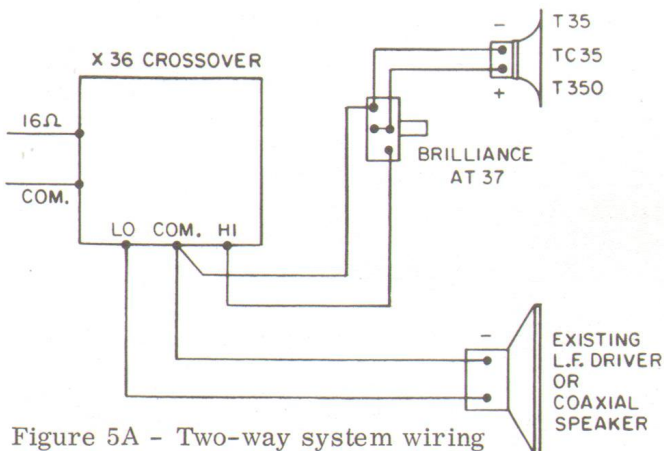 X 36 CROSSOVER
16Ω
COM.
LO COM. HI
-
+
T 35
TC 35
T 350
BRILLIANCE
AT 37
-
EXISTING
L.F. DRIVER
OR
COAXIAL
SPEAKER
Figure 5A - Two-way system wiring